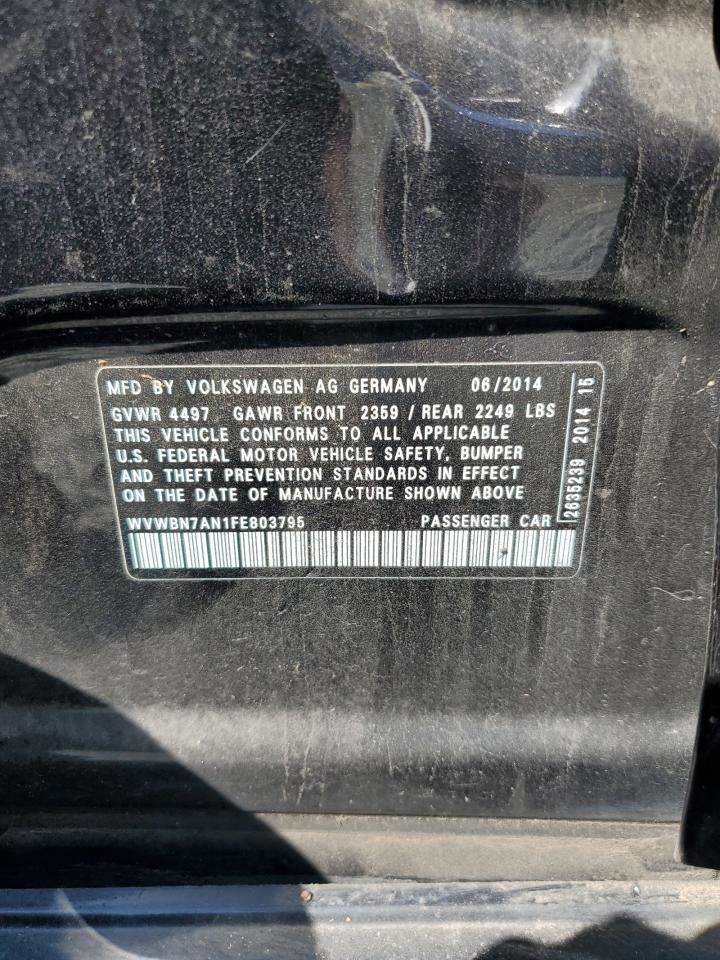 MFD BY VOLKSWAGEN AG GERMANY 06/2014
GVWR 4497 GAWR FRONT 2359 / REAR 2249 LBS
THIS VEHICLE CONFORMS TO ALL APPLICABLE
U.S. FEDERAL MOTOR VEHICLE SAFETY, BUMPER
AND THEFT PREVENTION STANDARDS IN EFFECT
ON THE DATE OF MANUFACTURE SHOWN ABOVE
WVWBN7AN1FE803795 PASSENGER CAR
2635239 2014 15